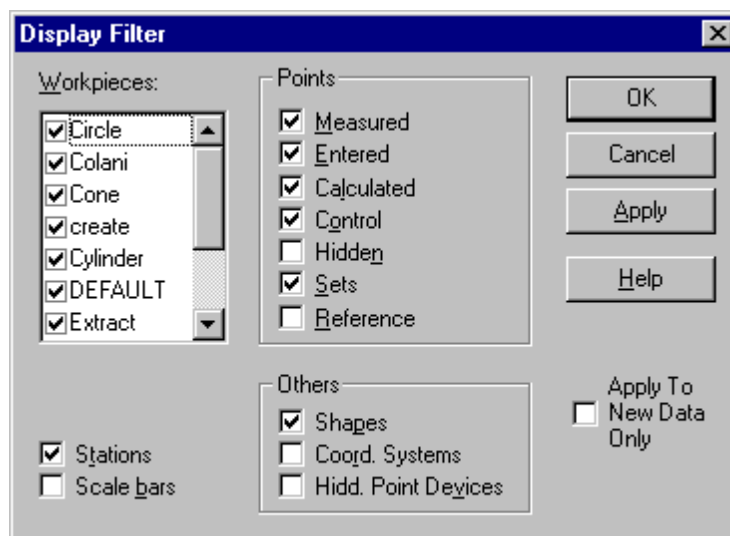 Display Filter
Workpieces:
Circle
Colani
Cone
create
Cylinder
DEFAULT
Extract
Stations
Scale bars
Points
Measured
Entered
Calculated
Control
Hidden
Sets
Reference
Others
Shapes
Coord. Systems
Hidd. Point Devices
OK
Cancel
Apply
Help
Apply To
New Data
Only